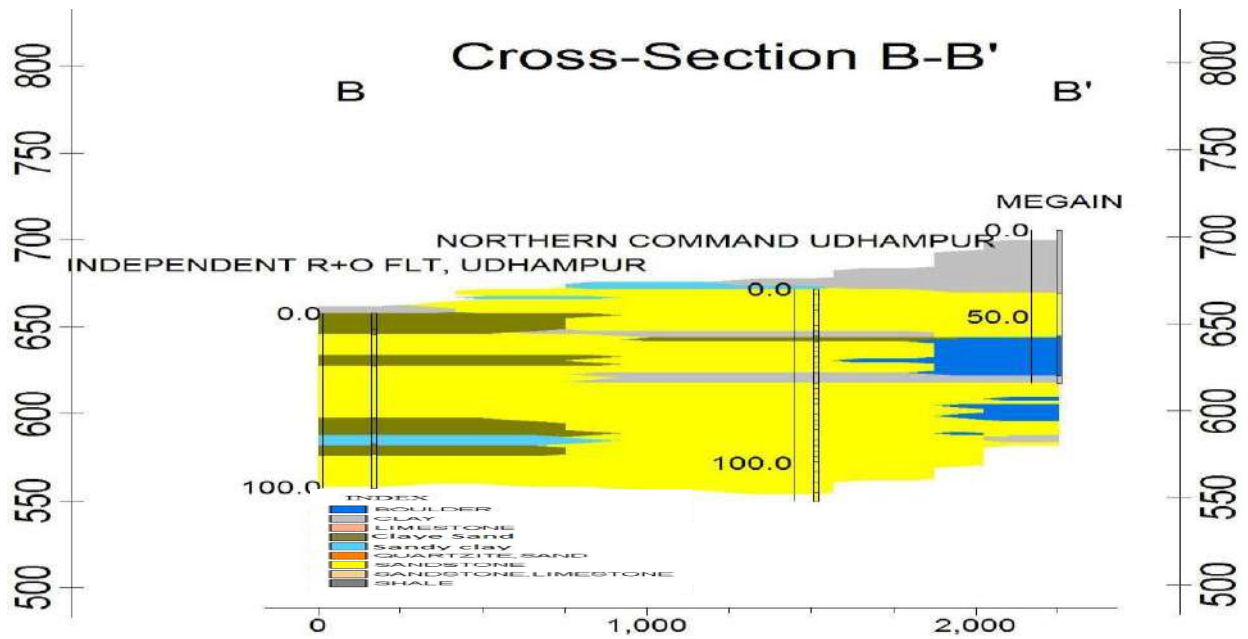 Cross-Section B-B'
B
B'
800
750
700
650
600
550
500
800
750
700
650
600
550
500
MEGAIN
NORTHERN COMMAND UDHAMPUR
INDEPENDENT R+O FLT, UDHAMPUR
0.0
50.0
0.0
100.0
0.0
100.0
INDEX
BOULDER
CLAY
LIMESTONE
Claye Sand
Sandy clay
QUARTZITE,SAND
SANDSTONE
SANDSTONE,LIMESTONE
SHALE
0
1,000
2,000